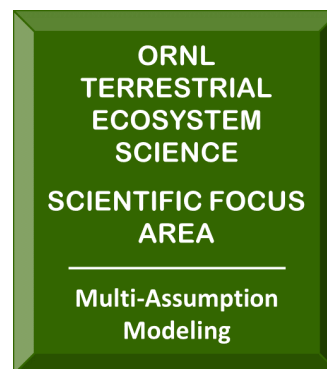 ORNL
TERRESTRIAL
ECOSYSTEM
SCIENCE
SCIENTIFIC FOCUS
AREA
Multi-Assumption
Modeling